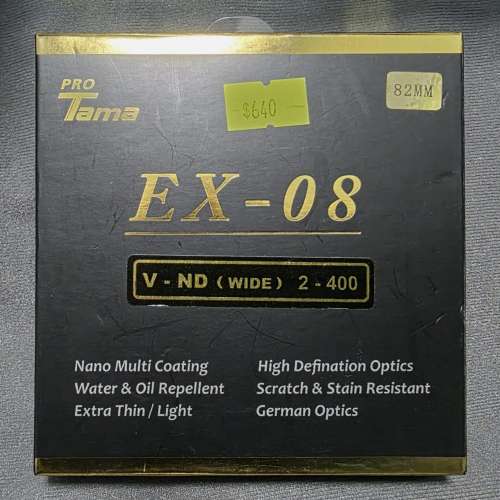 PRO
Tama
-$640-
82MM
EX-08
V - ND (WIDE) 2 - 400
Nano Multi Coating
High Defination Optics
Water & Oil Repellent
Scratch & Stain Resistant
Extra Thin / Light
German Optics